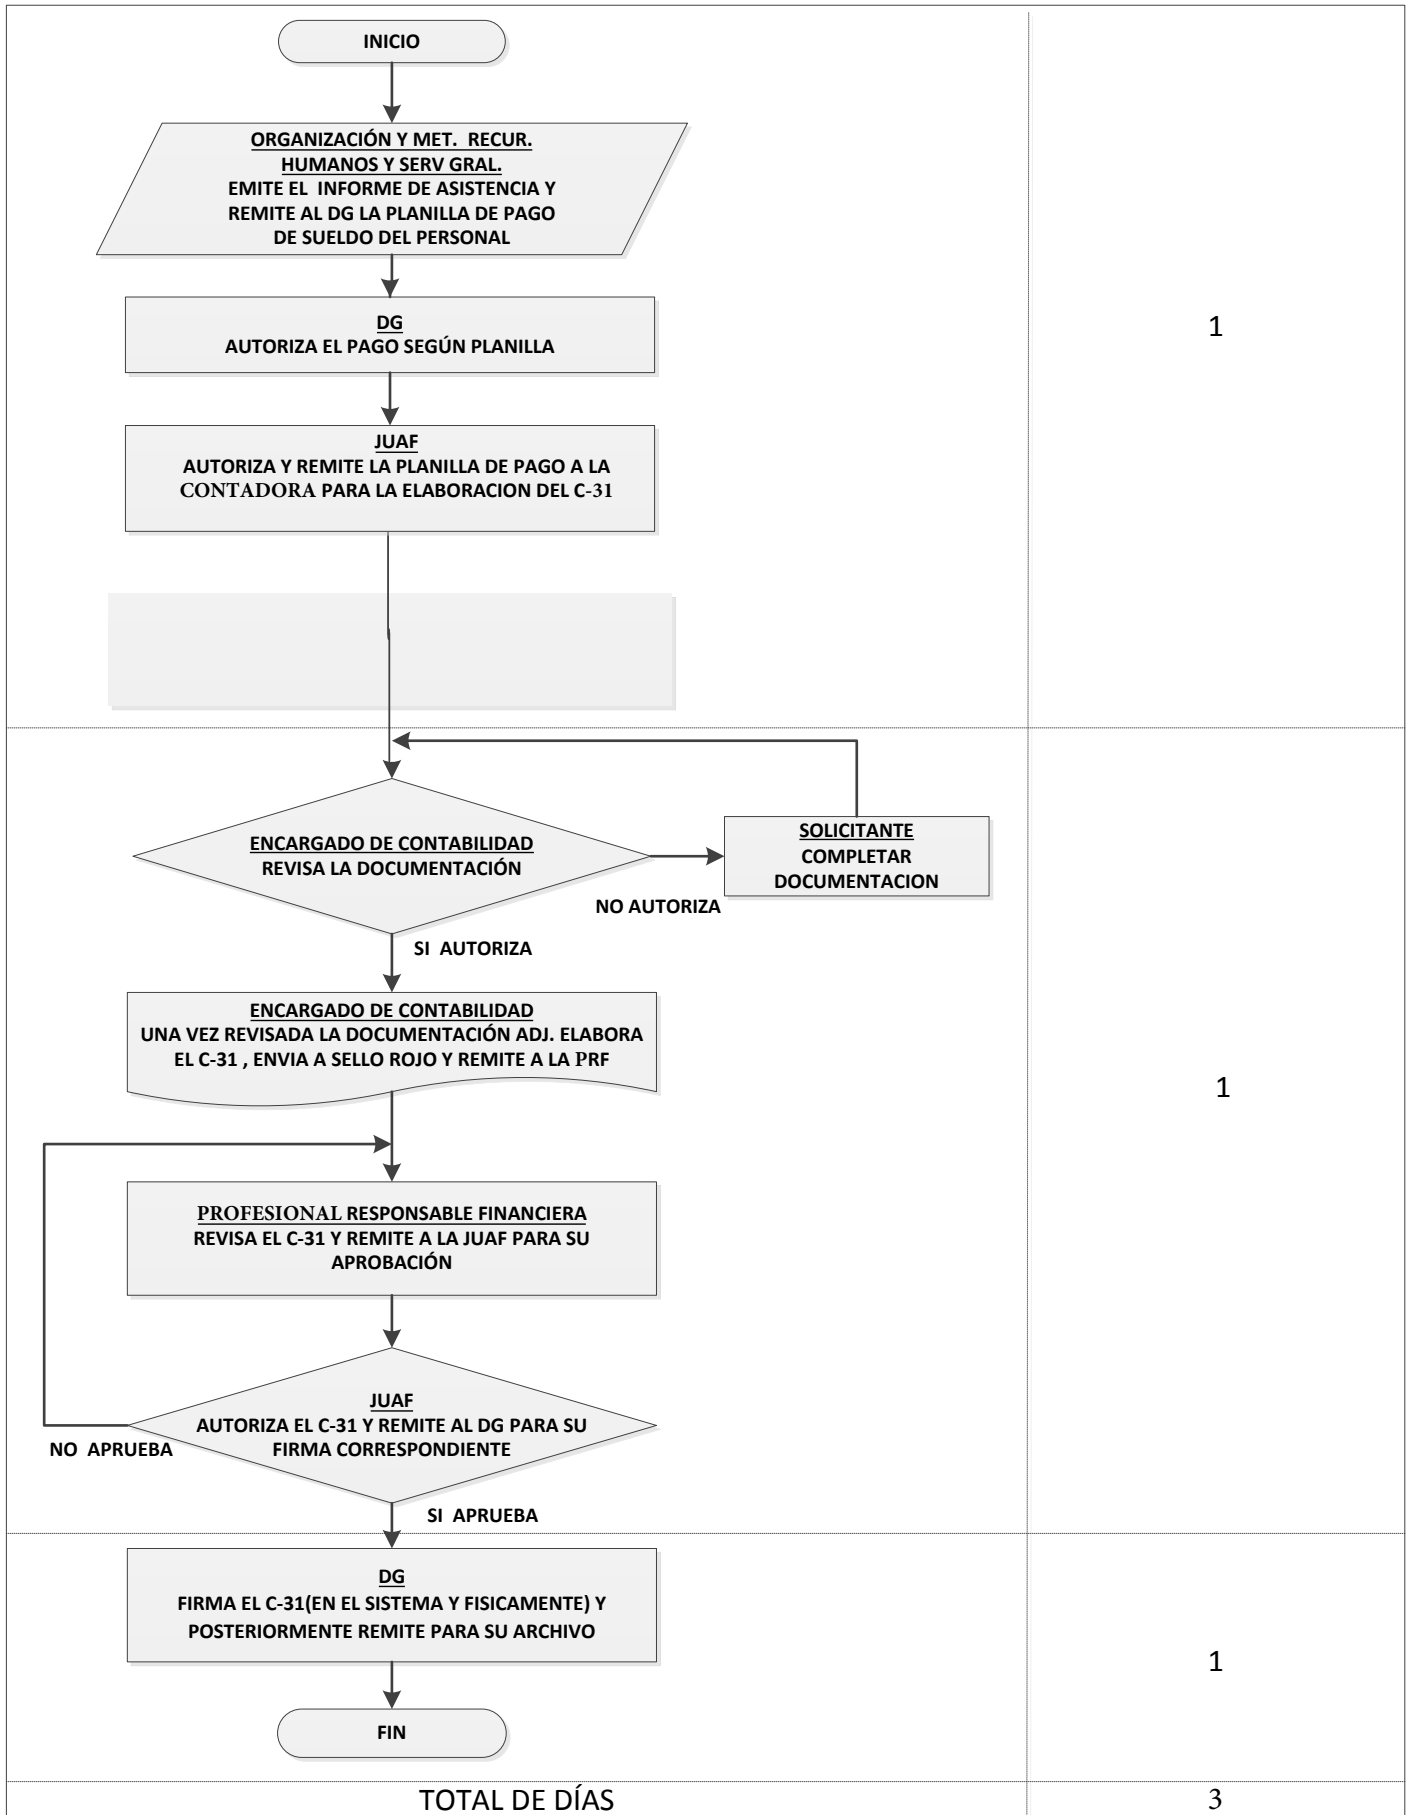 INICIO
ORGANIZACIÓN Y MET. RECUR.
HUMANOS Y SERV GRAL.
EMITE EL INFORME DE ASISTENCIA Y
REMITE AL DG LA PLANILLA DE PAGO
DE SUELDO DEL PERSONAL
DG
AUTORIZA EL PAGO SEGÚN PLANILLA
1
JUAF
AUTORIZA Y REMITE LA PLANILLA DE PAGO A LA
CONTADORA PARA LA ELABORACION DEL C-31
ENCARGADO DE CONTABILIDAD
REVISA LA DOCUMENTACIÓN
SOLICITANTE
COMPLETAR
DOCUMENTACION
NO AUTORIZA
SI AUTORIZA
ENCARGADO DE CONTABILIDAD
UNA VEZ REVISADA LA DOCUMENTACIÓN ADJ. ELABORA
EL C-31 , ENVIA A SELLO ROJO Y REMITE A LA PRF
1
PROFESIONAL RESPONSABLE FINANCIERA
REVISA EL C-31 Y REMITE A LA JUAF PARA SU
APROBACIÓN
JUAF
AUTORIZA EL C-31 Y REMITE AL DG PARA SU
FIRMA CORRESPONDIENTE
NO APRUEBA
SI APRUEBA
DG
FIRMA EL C-31(EN EL SISTEMA Y FISICAMENTE) Y
POSTERIORMENTE REMITE PARA SU ARCHIVO
1
FIN
TOTAL DE DÍAS 3